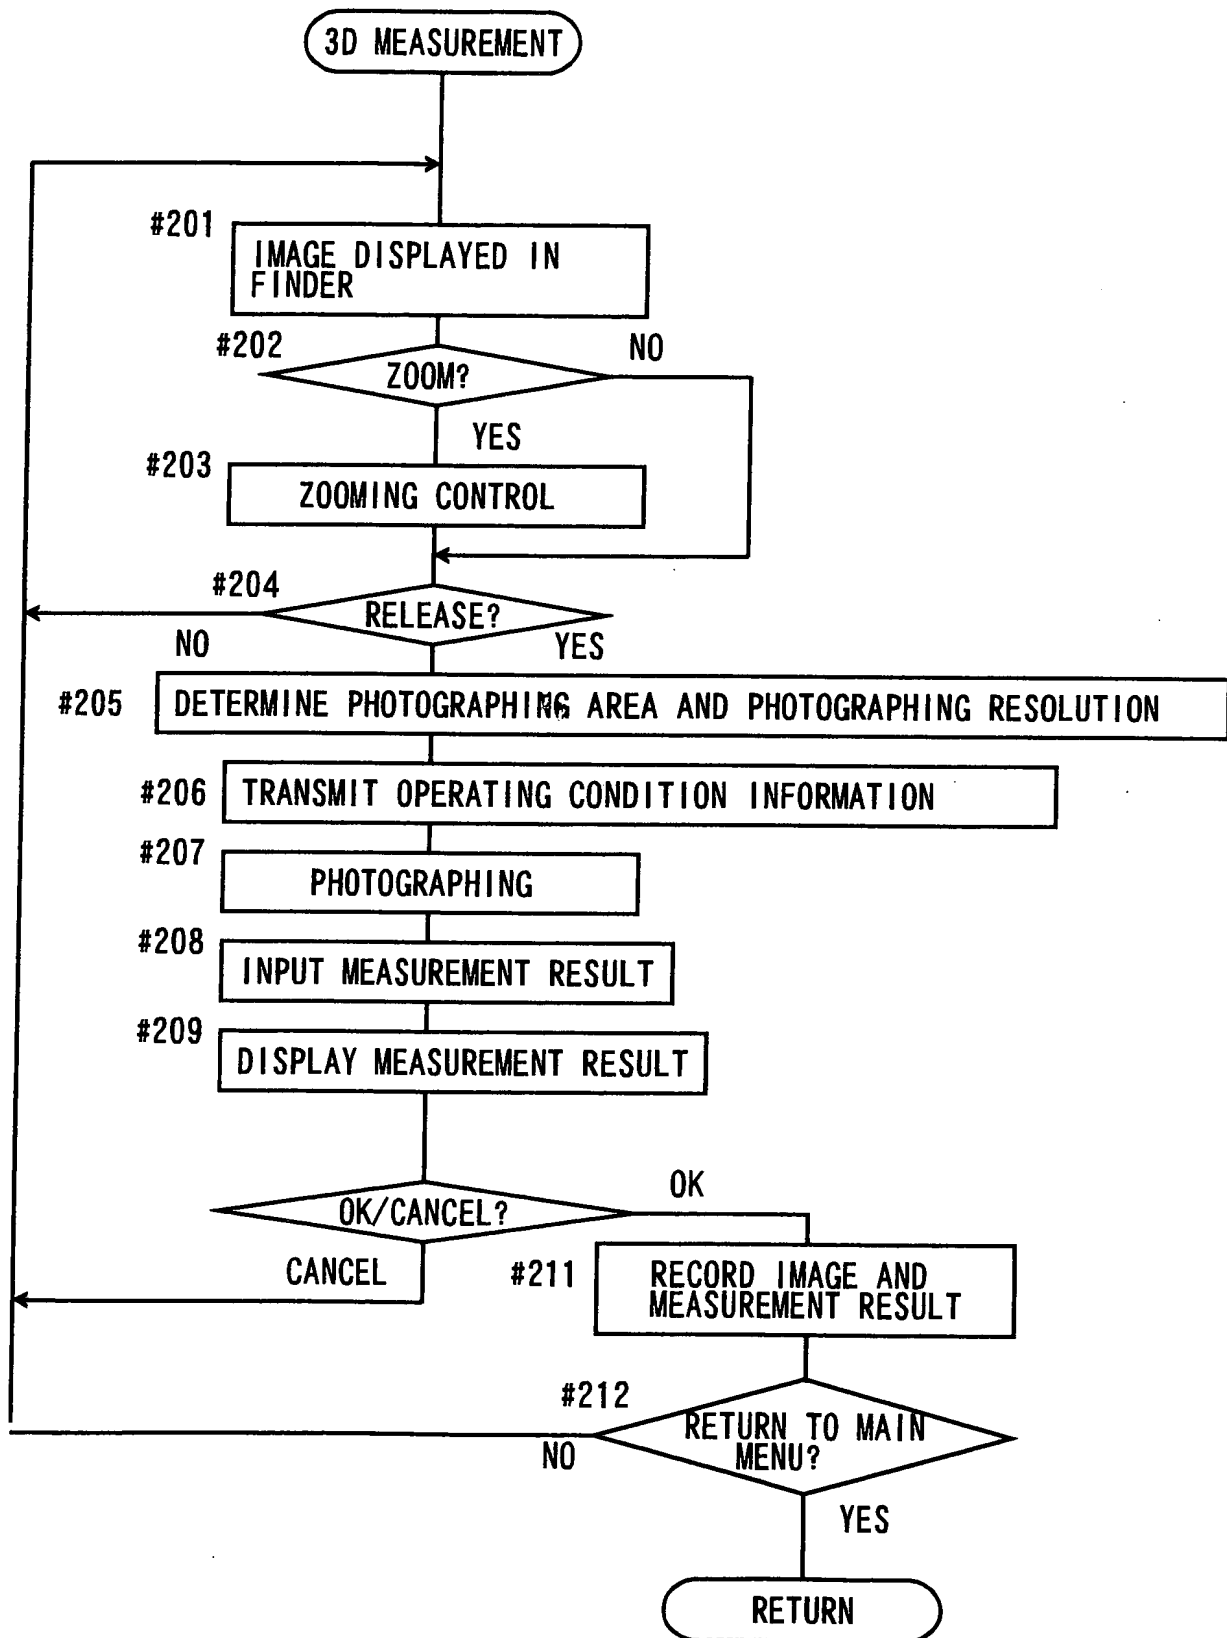 3D MEASUREMENT
#201
IMAGE DISPLAYED IN
FINDER
#202
NO
ZOOM?
YES
#203
ZOOMING CONTROL
#204
RELEASE?
NO
YES
#205
DETERMINE PHOTOGRAPHING AREA AND PHOTOGRAPHING RESOLUTION
#206
TRANSMIT OPERATING CONDITION INFORMATION
#207
PHOTOGRAPHING
#208
INPUT MEASUREMENT RESULT
#209
DISPLAY MEASUREMENT RESULT
OK
OK/CANCEL?
CANCEL
#211
RECORD IMAGE AND
MEASUREMENT RESULT
#212
RETURN TO MAIN
MENU?
NO
YES
RETURN